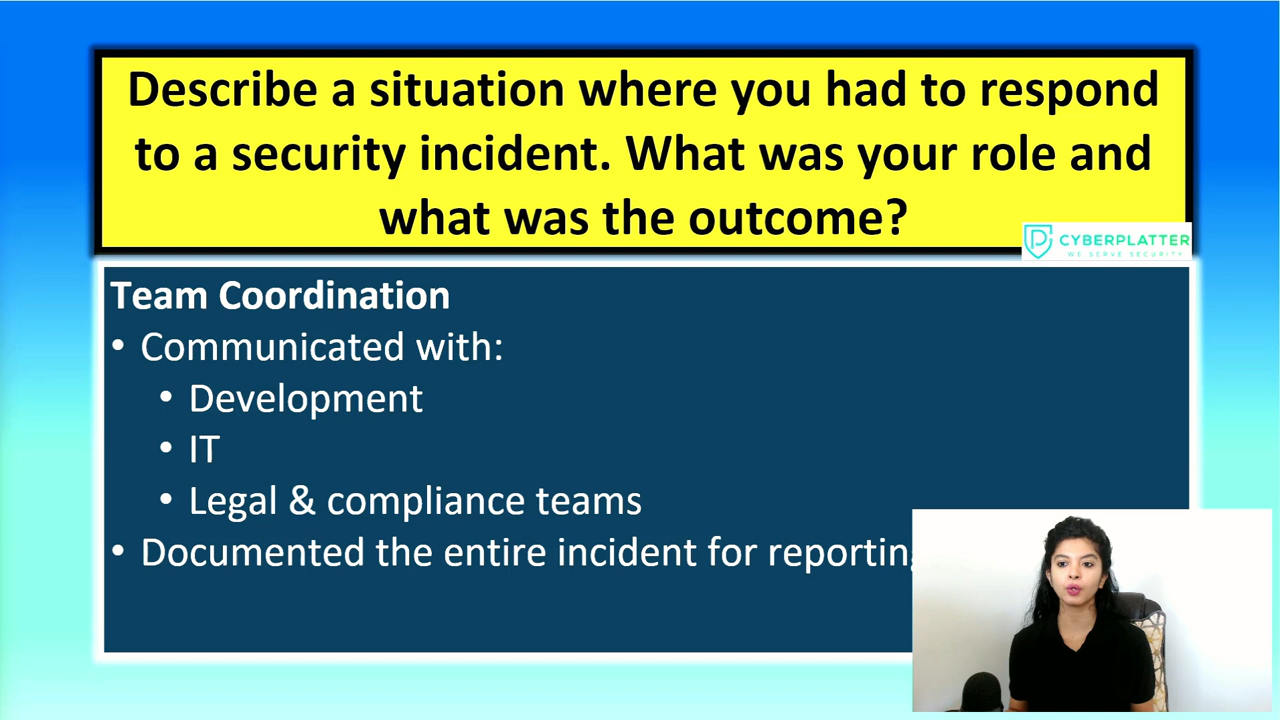 Describe a situation where you had to respond
to a security incident. What was your role and
what was the outcome?
CYBERPLATTER
WE SERVE SECURITY
Team Coordination
• Communicated with:
• Development
• IT
• Legal & compliance teams
• Documented the entire incident for reporting